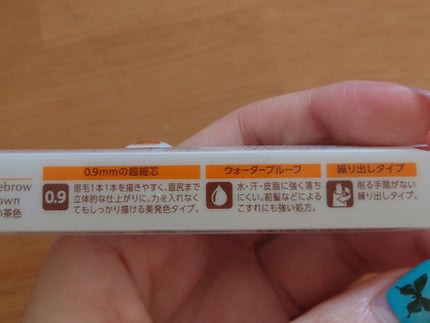 0.9mmの超細芯
ウォータープルーフ
繰り出しタイプ
ebrow
own
い茶色
0.9
眉毛1本1本を描きやすく、眉尻まで
立体的な仕上がりに。力を入れなく
てもしっかり描ける美発色タイプ。
水・汗・皮脂に強く落ち
にくい。前髪などによる
こすれにも強い処方。
削る手間がない
繰り出しタイプ。